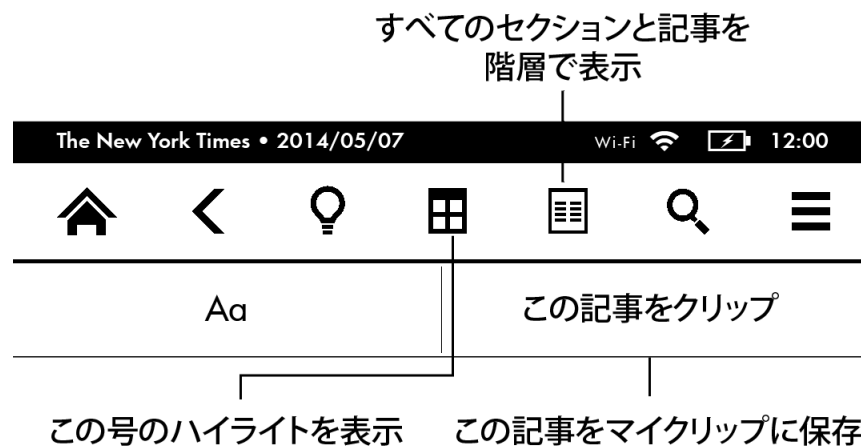 すべてのセクションと記事を
階層で表示
The New York Times • 2014/05/07 Wi-Fi 12:00
Aa この記事をクリップ
この号のハイライトを表示 この記事をマイクリップに保存